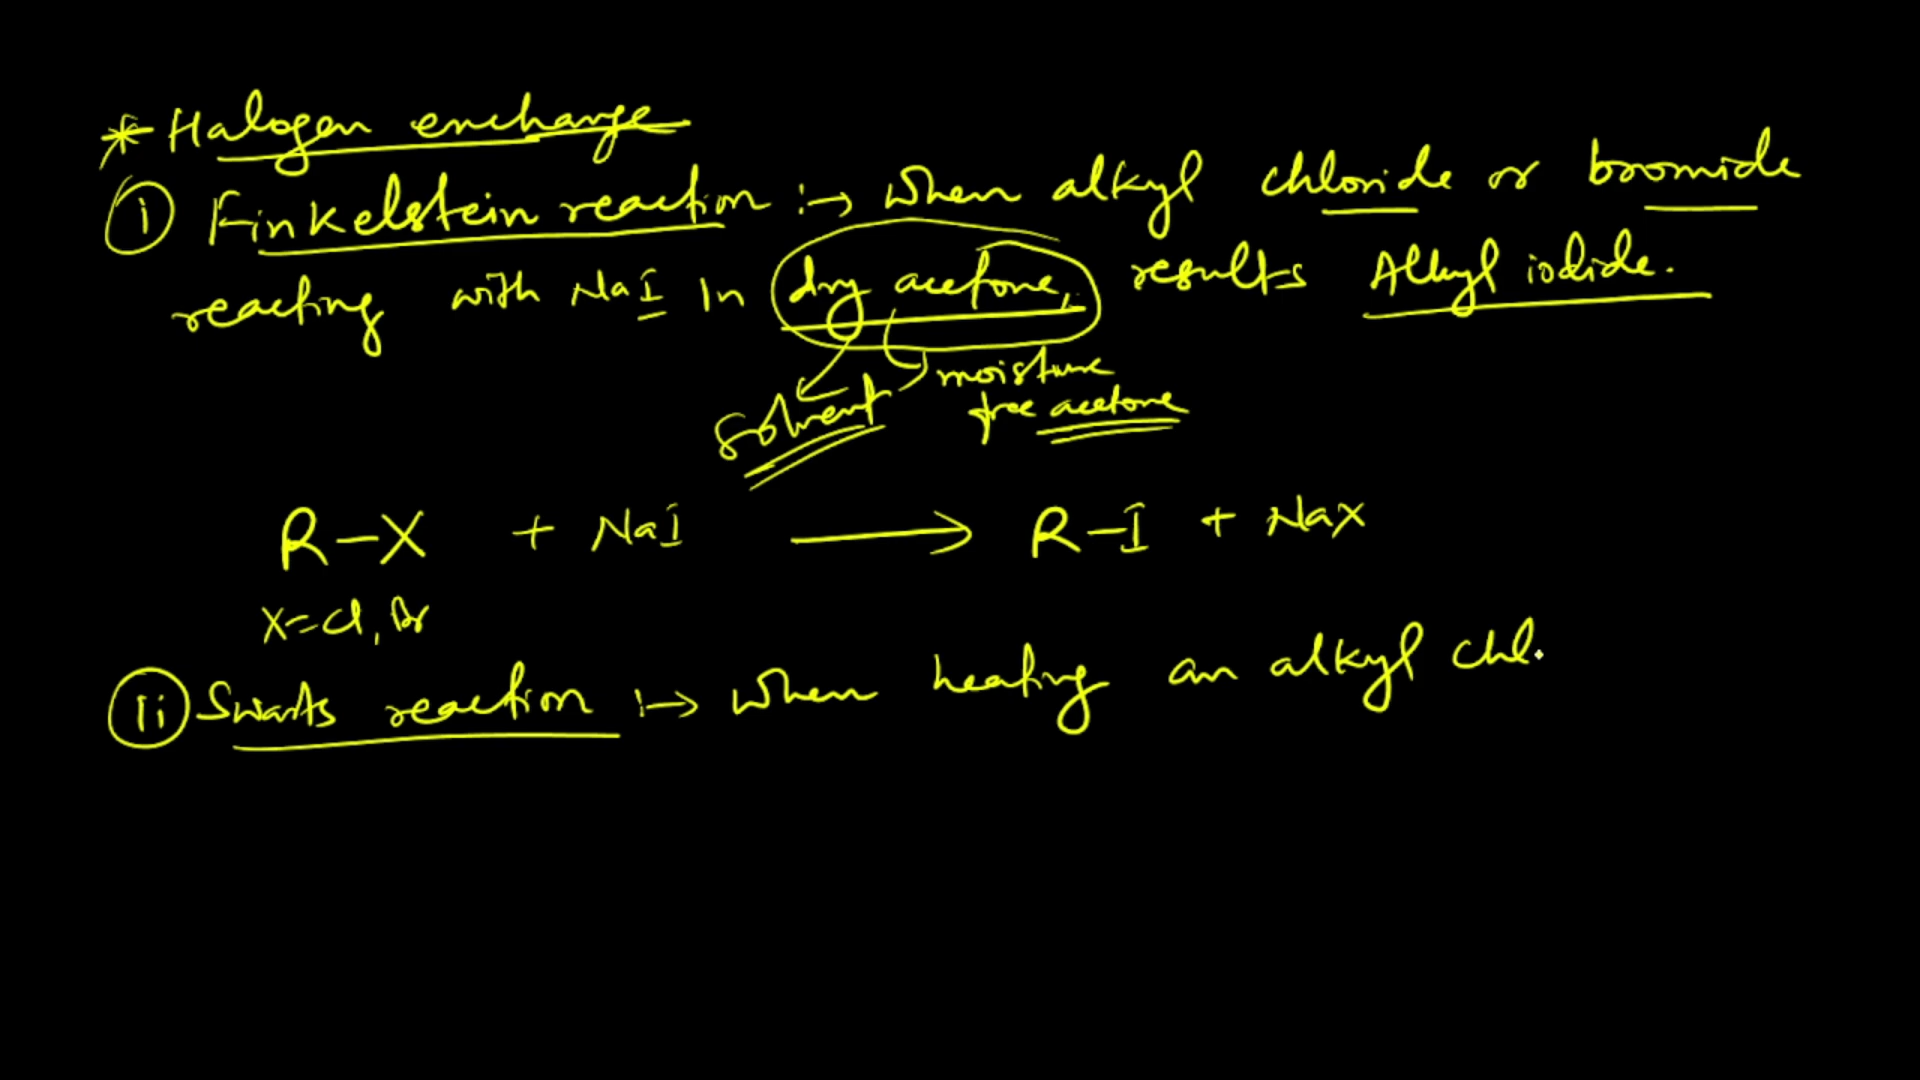 * Halogen exchange
(i) Finkelstein reaction :→ When alkyl chloride or bromide
reacting with NaI In dry acetone, results Alkyl iodide.
solvent moisture
free acetone
R-X + NaI ⟶ R-I + NaX
X=Cl, Br
(ii) Swarts reaction :→ When heating an alkyl chl